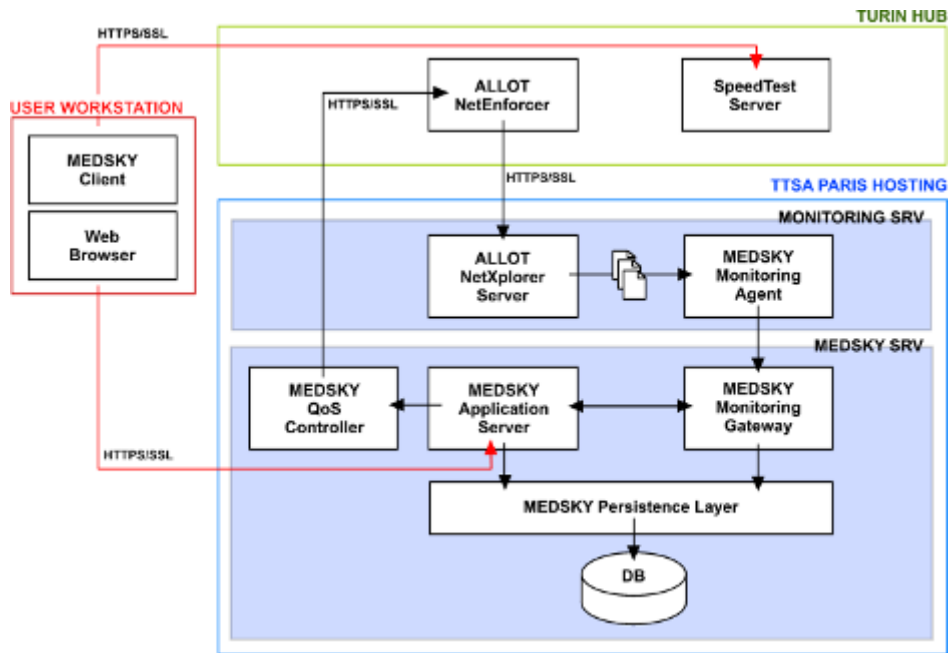 TURIN HUB
HTTPS/SSL
ALLOT
NetEnforcer
SpeedTest
Server
HTTPS/SSL
USER WORKSTATION
MEDSKY
Client
Web
Browser
HTTPS/SSL
TTSA PARIS HOSTING
MONITORING SRV
ALLOT
NetXplorer
Server
MEDSKY
Monitoring
Agent
MEDSKY SRV
MEDSKY
QoS
Controller
MEDSKY
Application
Server
MEDSKY
Monitoring
Gateway
HTTPS/SSL
MEDSKY Persistence Layer
DB